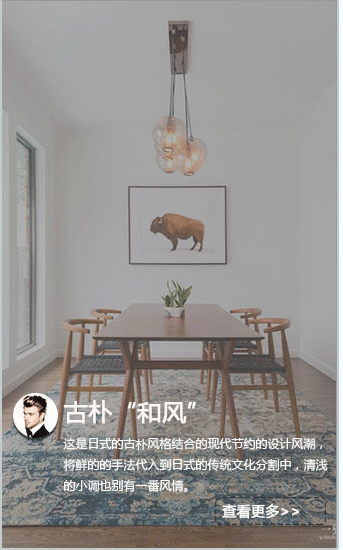 古朴“和风”
这是日式的古朴风格结合的现代节约的设计风潮，
将鲜的的手法代入到日式的传统文化分割中，清浅
的小调也别有一番风情。
查看更多>>